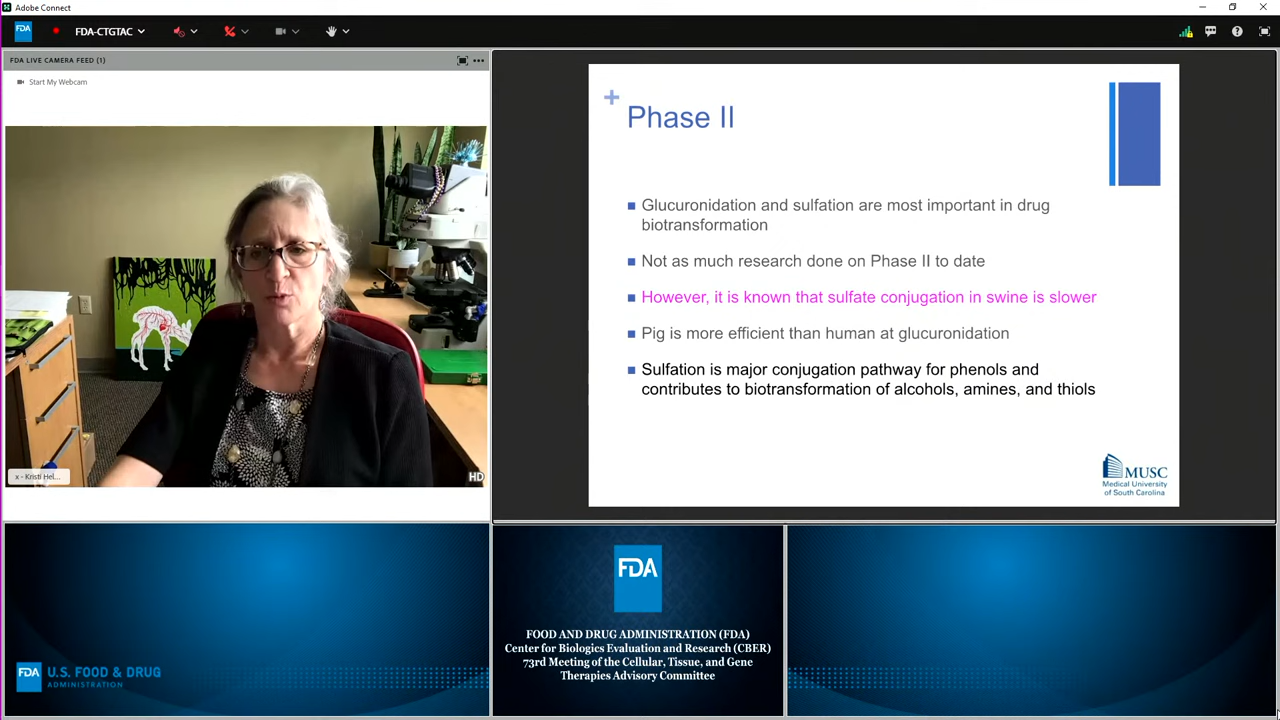 Adobe Connect
FDA
FDA-CTGTAC
FDA LIVE CAMERA FEED (1)
Start My Webcam
x - Kristi Hel...
HD
Phase II
Glucuronidation and sulfation are most important in drug
biotransformation
Not as much research done on Phase II to date
However, it is known that sulfate conjugation in swine is slower
Pig is more efficient than human at glucuronidation
Sulfation is major conjugation pathway for phenols and
contributes to biotransformation of alcohols, amines, and thiols
MUSC
Medical University
of South Carolina
FDA U.S. FOOD & DRUG
ADMINISTRATION
FDA
FOOD AND DRUG ADMINISTRATION (FDA)
Center for Biologics Evaluation and Research (CBER)
73rd Meeting of the Cellular, Tissue, and Gene
Therapies Advisory Committee